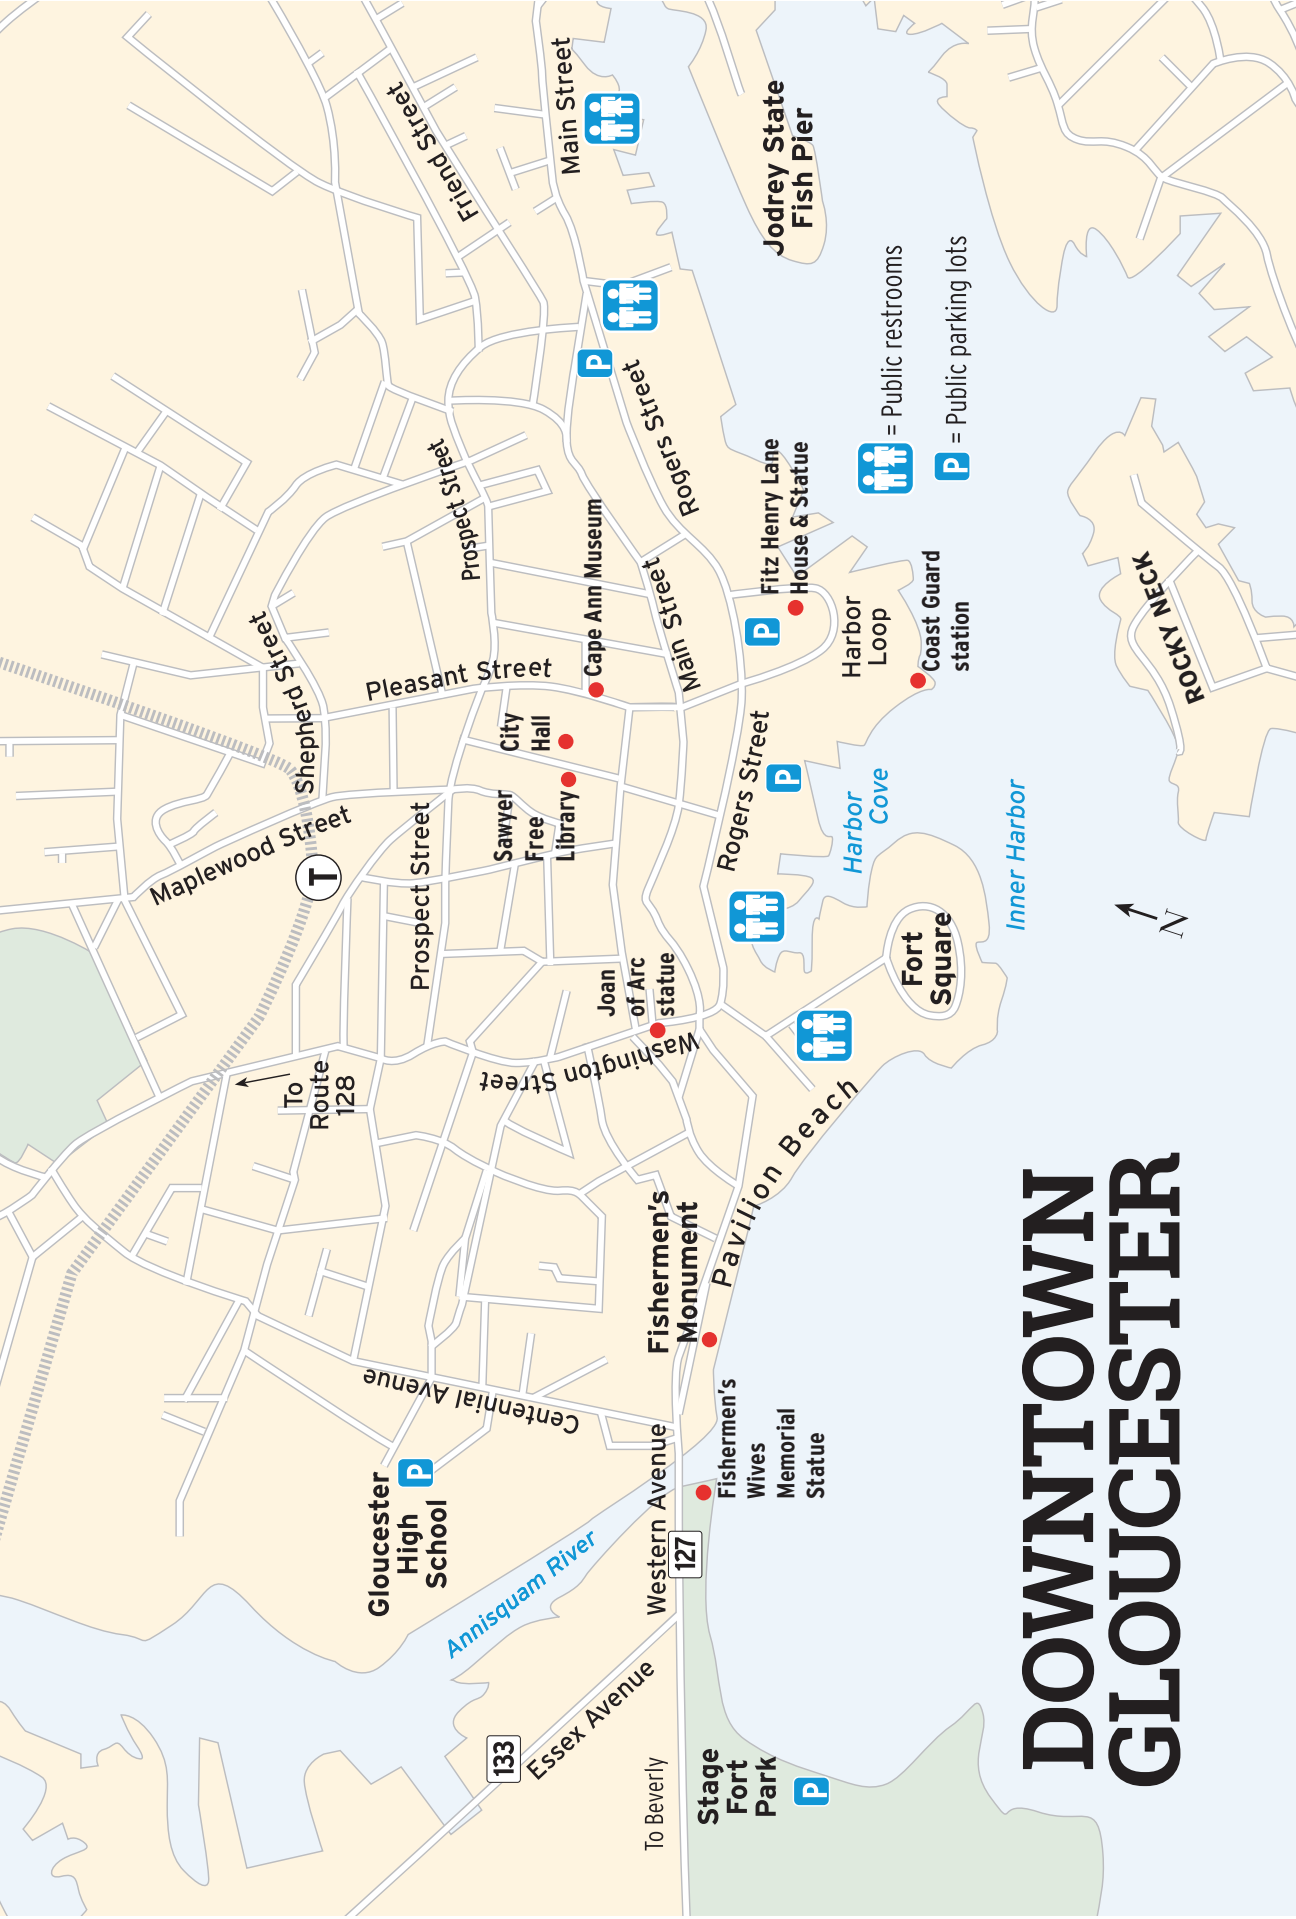 DOWNTOWN
GLOUCESTER
Gloucester
High
School
P
Annisquam River
133
Essex Avenue
To Beverly
Western Avenue
127
Stage
Fort
Park
P
Fishermen's
Wives
Memorial
Statue
Fishermen's
Monument
Centennial Avenue
Pavilion Beach
To
Route
128
Washington Street
Joan
of Arc
statue
T
Maplewood Street
Prospect Street
Shepherd Street
Sawyer
Free
Library
City
Hall
Pleasant Street
Cape Ann Museum
Prospect Street
Main Street
Rogers Street
P
Harbor
Cove
Fort
Square
Inner Harbor
N
P
Fitz Henry Lane
House & Statue
Harbor
Loop
Coast Guard
station
Rogers Street
P
Friend Street
Main Street
Jodrey State
Fish Pier
= Public restrooms
P = Public parking lots
ROCKY NECK